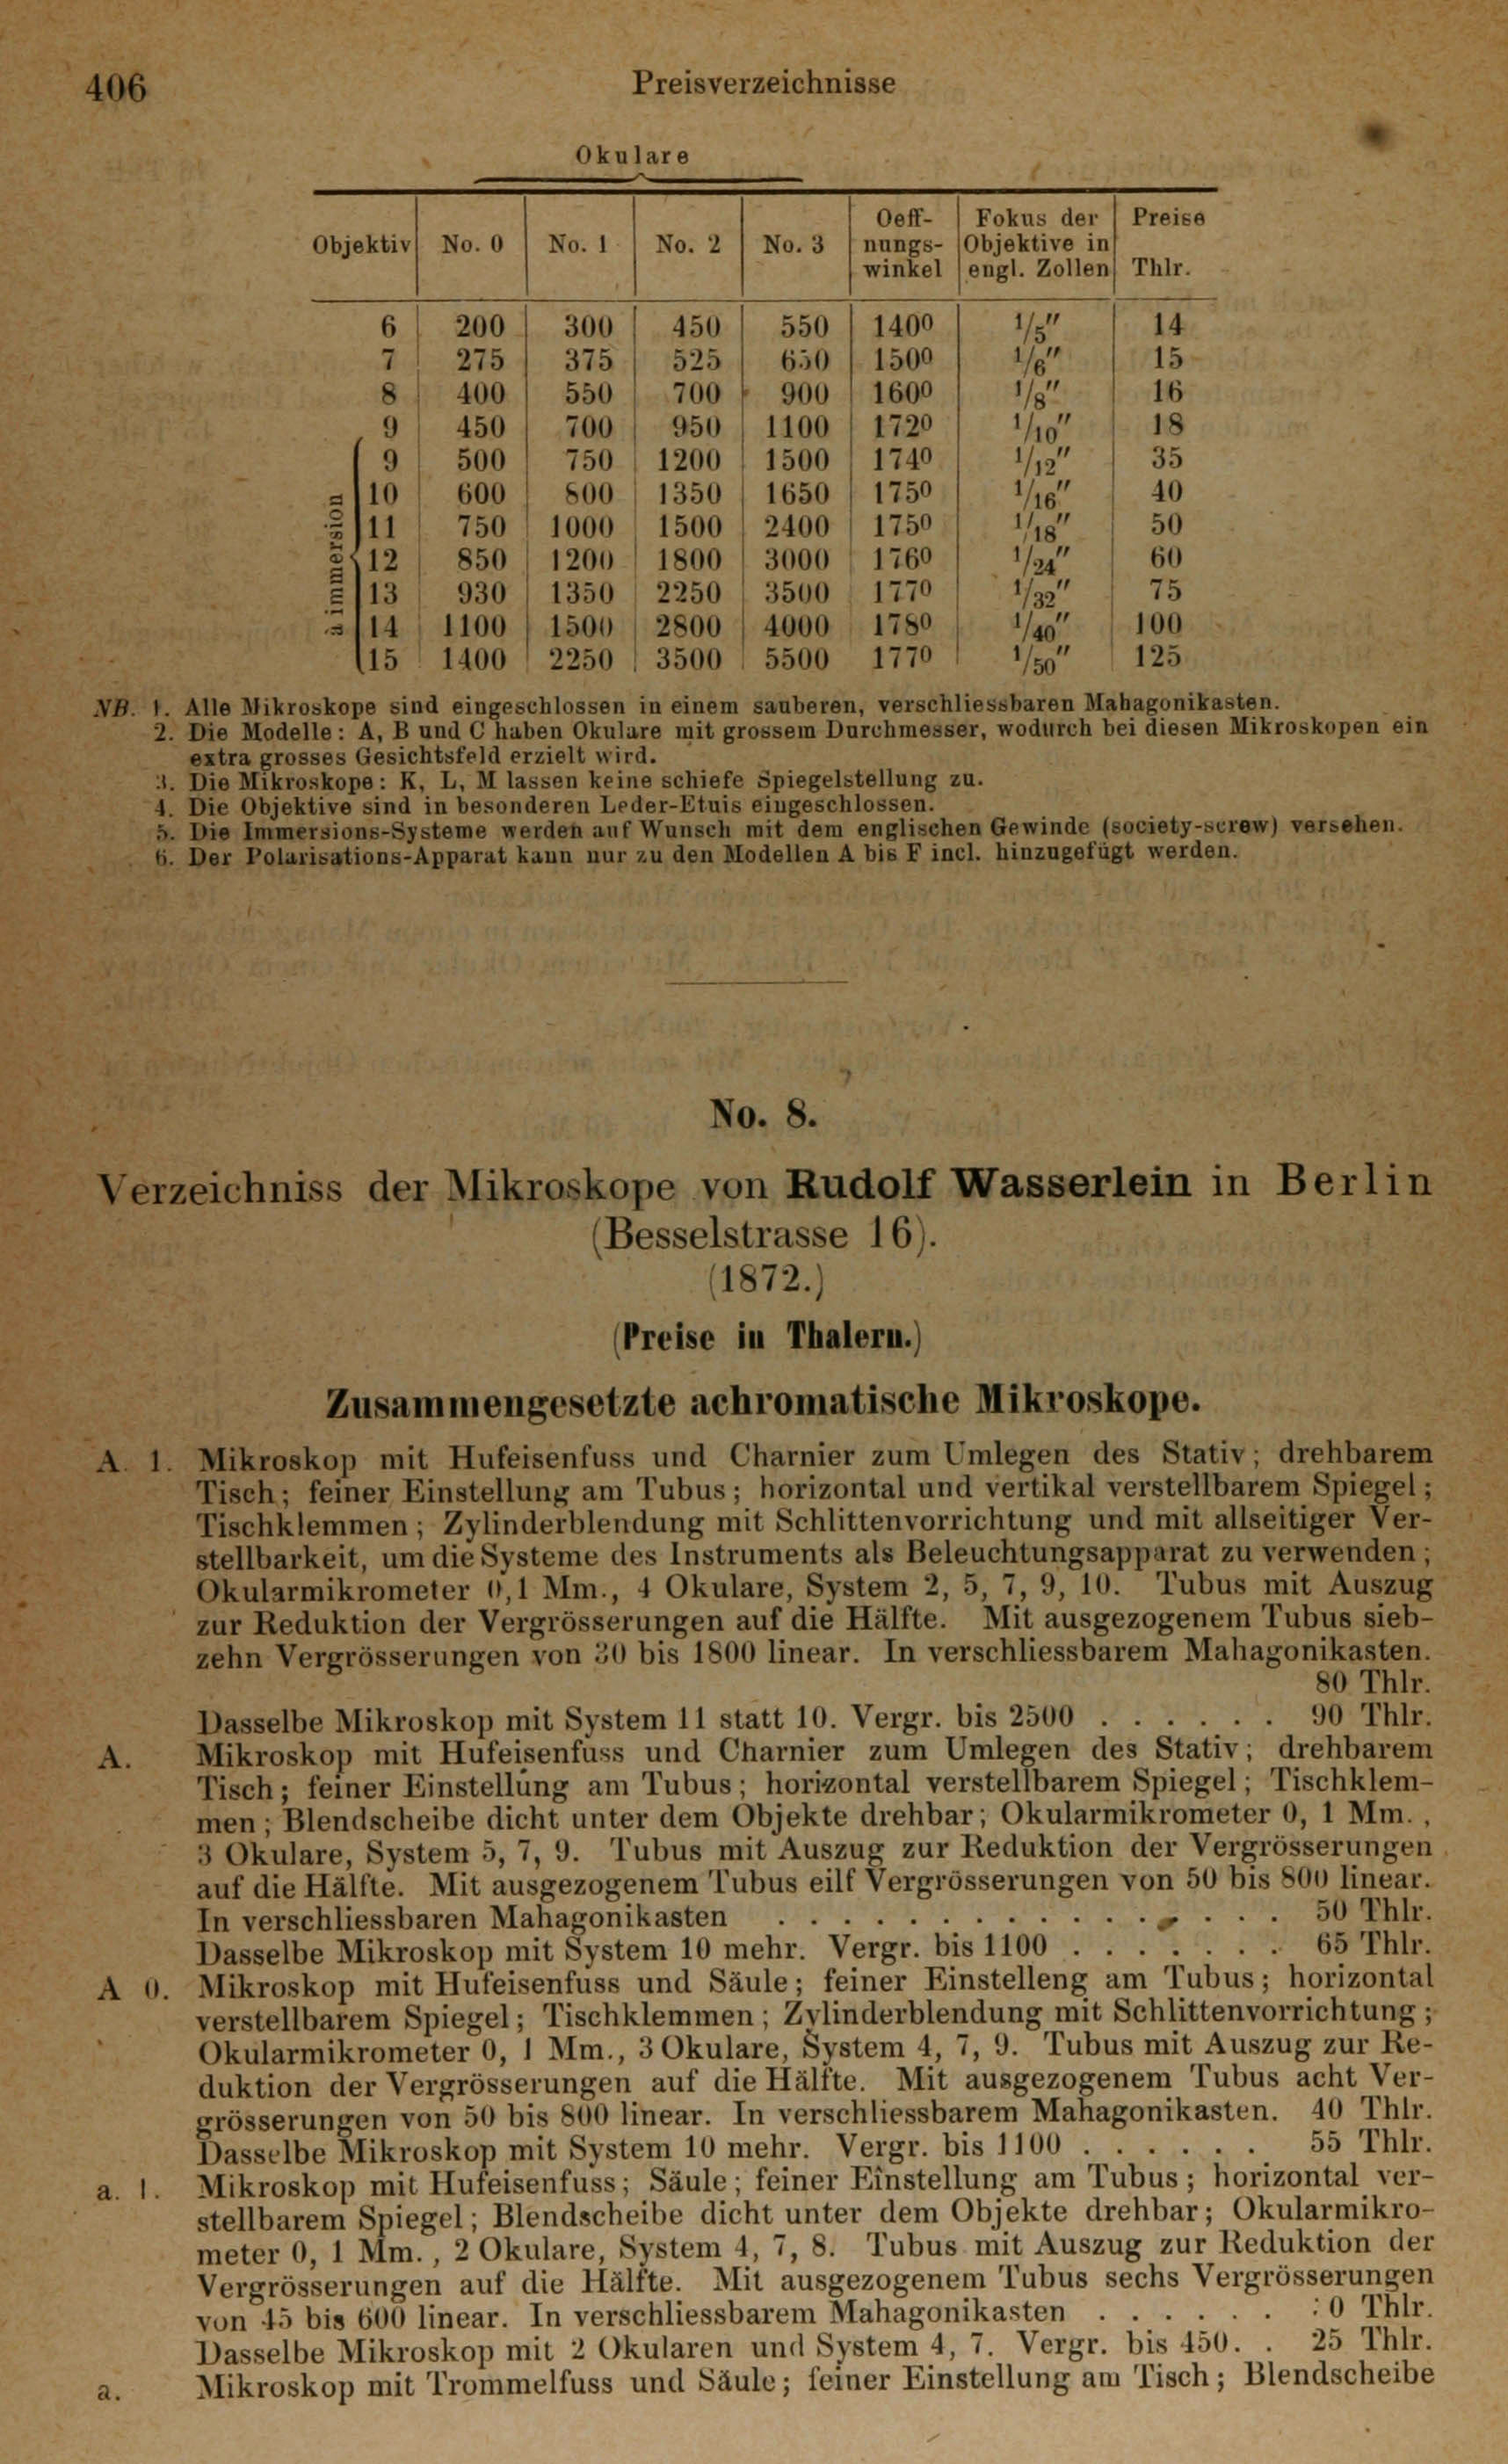 406
Preisverzeichnisse
Okulare
Objektiv No. 0 No. 1 No. 2 No. 3 Oeff-nungs-winkel Fokus der Objektive in engl. Zollen Preise Thlr.
6 200 300 450 550 140⁰ 1/5" 14
7 275 375 525 650 150⁰ 1/6" 15
8 400 550 700 900 160⁰ 1/8" 16
9 450 700 950 1100 172⁰ 1/10" 18
à immersion
9 500 750 1200 1500 174⁰ 1/12" 35
10 600 800 1350 1650 175⁰ 1/16" 40
11 750 1000 1500 2400 175⁰ 1/18" 50
12 850 1200 1800 3000 176⁰ 1/24" 60
13 930 1350 2250 3500 177⁰ 1/32" 75
14 1100 1500 2800 4000 178⁰ 1/40" 100
15 1400 2250 3500 5500 177⁰ 1/50" 125
NB. 1. Alle Mikroskope sind eingeschlossen in einem sauberen, verschliessbaren Mahagonikasten.
2. Die Modelle: A, B und C haben Okulare mit grossem Durchmesser, wodurch bei diesen Mikroskopen ein
extra grosses Gesichtsfeld erzielt wird.
3. Die Mikroskope: K, L, M lassen keine schiefe Spiegelstellung zu.
4. Die Objektive sind in besonderen Leder-Etuis eingeschlossen.
5. Die Immersions-Systeme werden auf Wunsch mit dem englischen Gewinde (society-screw) versehen.
6. Der Polarisations-Apparat kann nur zu den Modellen A bis F incl. hinzugefügt werden.
No. 8.
Verzeichniss der Mikroskope von Rudolf Wasserlein in Berlin
(Besselstrasse 16).
(1872.)
(Preise in Thalern.)
Zusammengesetzte achromatische Mikroskope.
A. 1. Mikroskop mit Hufeisenfuss und Charnier zum Umlegen des Stativ; drehbarem
Tisch; feiner Einstellung am Tubus; horizontal und vertikal verstellbarem Spiegel;
Tischklemmen; Zylinderblendung mit Schlittenvorrichtung und mit allseitiger Ver-
stellbarkeit, um die Systeme des Instruments als Beleuchtungsapparat zu verwenden;
Okularmikrometer 0,1 Mm., 4 Okulare, System 2, 5, 7, 9, 10. Tubus mit Auszug
zur Reduktion der Vergrösserungen auf die Hälfte. Mit ausgezogenem Tubus sieb-
zehn Vergrösserungen von 30 bis 1800 linear. In verschliessbarem Mahagonikasten.
80 Thlr.
Dasselbe Mikroskop mit System 11 statt 10. Vergr. bis 2500 . . . . . . 90 Thlr.
A. Mikroskop mit Hufeisenfuss und Charnier zum Umlegen des Stativ; drehbarem
Tisch; feiner Einstellung am Tubus; horizontal verstellbarem Spiegel; Tischklem-
men; Blendscheibe dicht unter dem Objekte drehbar; Okularmikrometer 0, 1 Mm.,
3 Okulare, System 5, 7, 9. Tubus mit Auszug zur Reduktion der Vergrösserungen
auf die Hälfte. Mit ausgezogenem Tubus eilf Vergrösserungen von 50 bis 800 linear.
In verschliessbaren Mahagonikasten . . . . . . . . . . . . . . . . . . . . 50 Thlr.
Dasselbe Mikroskop mit System 10 mehr. Vergr. bis 1100 . . . . . . . . 65 Thlr.
A 0. Mikroskop mit Hufeisenfuss und Säule; feiner Einstelleng am Tubus; horizontal
verstellbarem Spiegel; Tischklemmen; Zylinderblendung mit Schlittenvorrichtung;
Okularmikrometer 0, 1 Mm., 3 Okulare, System 4, 7, 9. Tubus mit Auszug zur Re-
duktion der Vergrösserungen auf die Hälfte. Mit ausgezogenem Tubus acht Ver-
grösserungen von 50 bis 800 linear. In verschliessbarem Mahagonikasten. 40 Thlr.
Dasselbe Mikroskop mit System 10 mehr. Vergr. bis 1100 . . . . . . . 55 Thlr.
a. 1. Mikroskop mit Hufeisenfuss; Säule; feiner Einstellung am Tubus; horizontal ver-
stellbarem Spiegel; Blendscheibe dicht unter dem Objekte drehbar; Okularmikro-
meter 0, 1 Mm., 2 Okulare, System 4, 7, 8. Tubus mit Auszug zur Reduktion der
Vergrösserungen auf die Hälfte. Mit ausgezogenem Tubus sechs Vergrösserungen
von 45 bis 600 linear. In verschliessbarem Mahagonikasten . . . . . . . Thlr.
Dasselbe Mikroskop mit 2 Okularen und System 4, 7. Vergr. bis 450. . 25 Thlr.
a. Mikroskop mit Trommelfuss und Säule; feiner Einstellung am Tisch; Blendscheibe